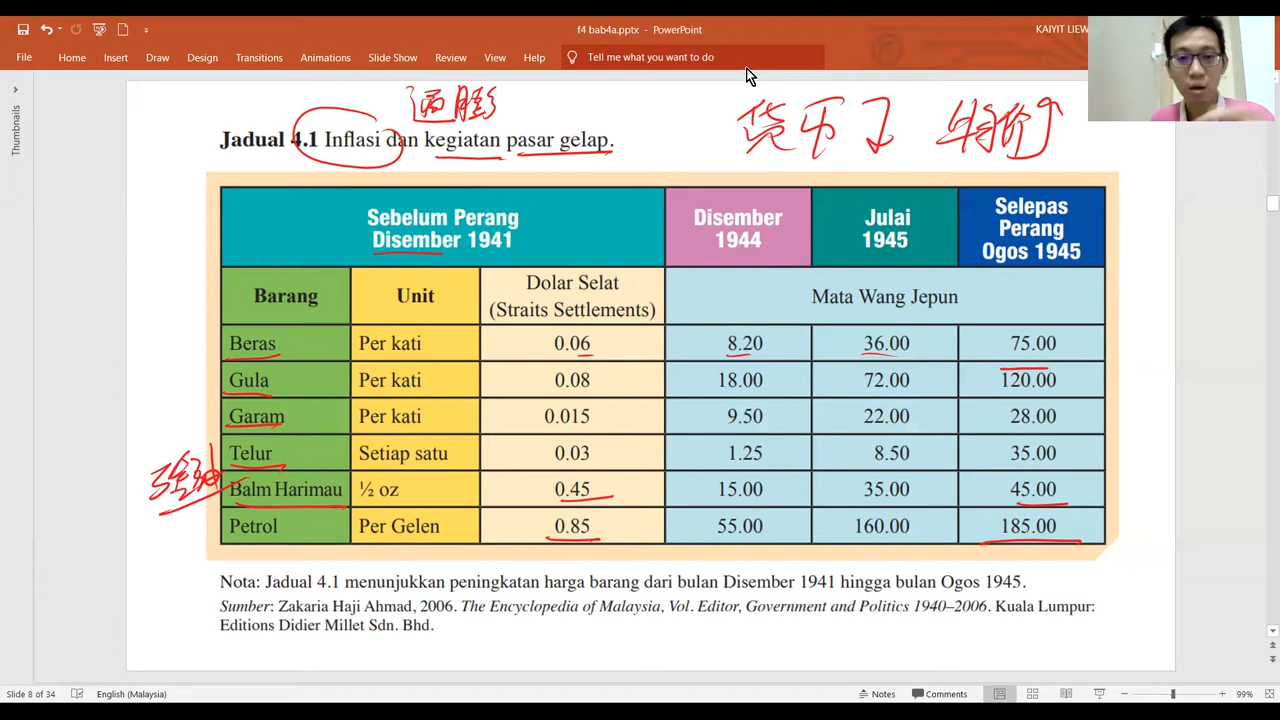 f4 bab4a.pptx - PowerPoint
KAIYIT LIEW
File Home Insert Draw Design Transitions Animations Slide Show Review View Help Tell me what you want to do
Thumbnails
货币↓ 物价↑
Jadual 4.1 Inflasi dan kegiatan pasar gelap.
Sebelum Perang Disember 1941
Disember 1944
Julai 1945
Selepas Perang Ogos 1945
Barang Unit Dolar Selat (Straits Settlements) Mata Wang Jepun
Beras Per kati 0.06 8.20 36.00 75.00
Gula Per kati 0.08 18.00 72.00 120.00
Garam Per kati 0.015 9.50 22.00 28.00
Telur Setiap satu 0.03 1.25 8.50 35.00
Balm Harimau ½ oz 0.45 15.00 35.00 45.00
Petrol Per Gelen 0.85 55.00 160.00 185.00
Nota: Jadual 4.1 menunjukkan peningkatan harga barang dari bulan Disember 1941 hingga bulan Ogos 1945.
Sumber: Zakaria Haji Ahmad, 2006. The Encyclopedia of Malaysia, Vol. Editor, Government and Politics 1940–2006. Kuala Lumpur:
Editions Didier Millet Sdn. Bhd.
Slide 8 of 34 English (Malaysia) Notes Comments 99%